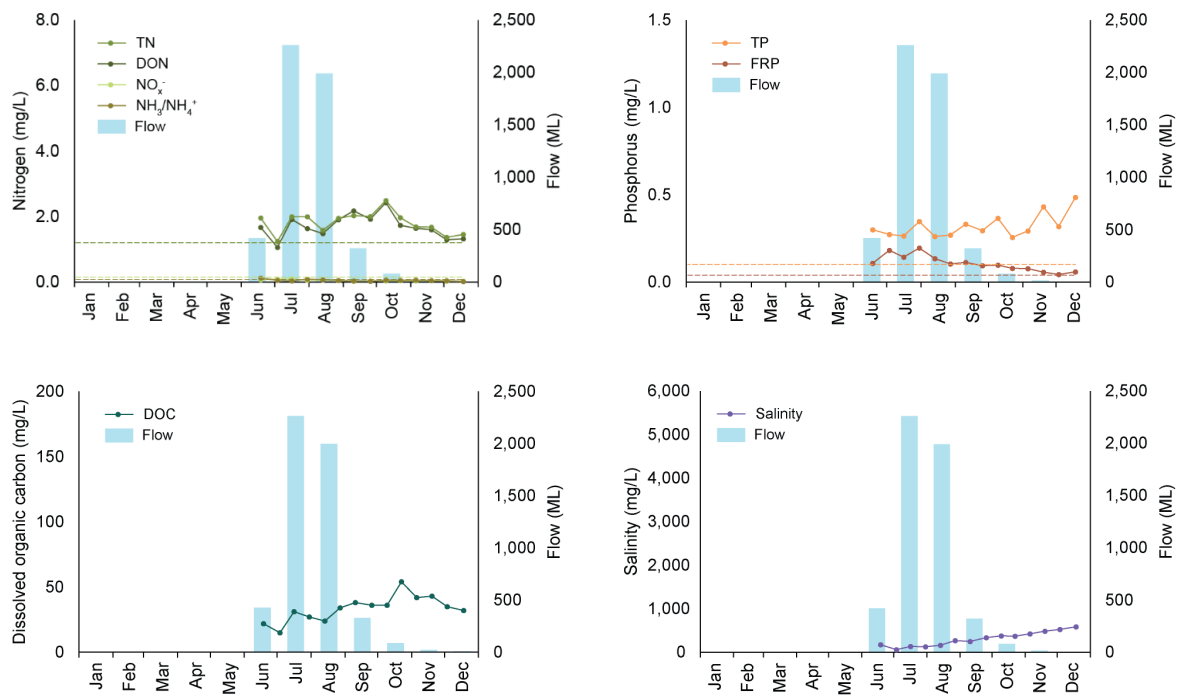 Nitrogen (mg/L)
8.0
6.0
4.0
2.0
0.0
TN
DON
NOₓ⁻
NH₃/NH₄⁺
Flow
2,500
2,000
1,500
1,000
500
0
Flow (ML)
Jan Feb Mar Apr May Jun Jul Aug Sep Oct Nov Dec
Phosphorus (mg/L)
1.5
1.0
0.5
0.0
TP
FRP
Flow
2,500
2,000
1,500
1,000
500
0
Flow (ML)
Jan Feb Mar Apr May Jun Jul Aug Sep Oct Nov Dec
Dissolved organic carbon (mg/L)
200
150
100
50
0
DOC
Flow
2,500
2,000
1,500
1,000
500
0
Flow (ML)
Jan Feb Mar Apr May Jun Jul Aug Sep Oct Nov Dec
Salinity (mg/L)
6,000
5,000
4,000
3,000
2,000
1,000
0
Salinity
Flow
2,500
2,000
1,500
1,000
500
0
Flow (ML)
Jan Feb Mar Apr May Jun Jul Aug Sep Oct Nov Dec